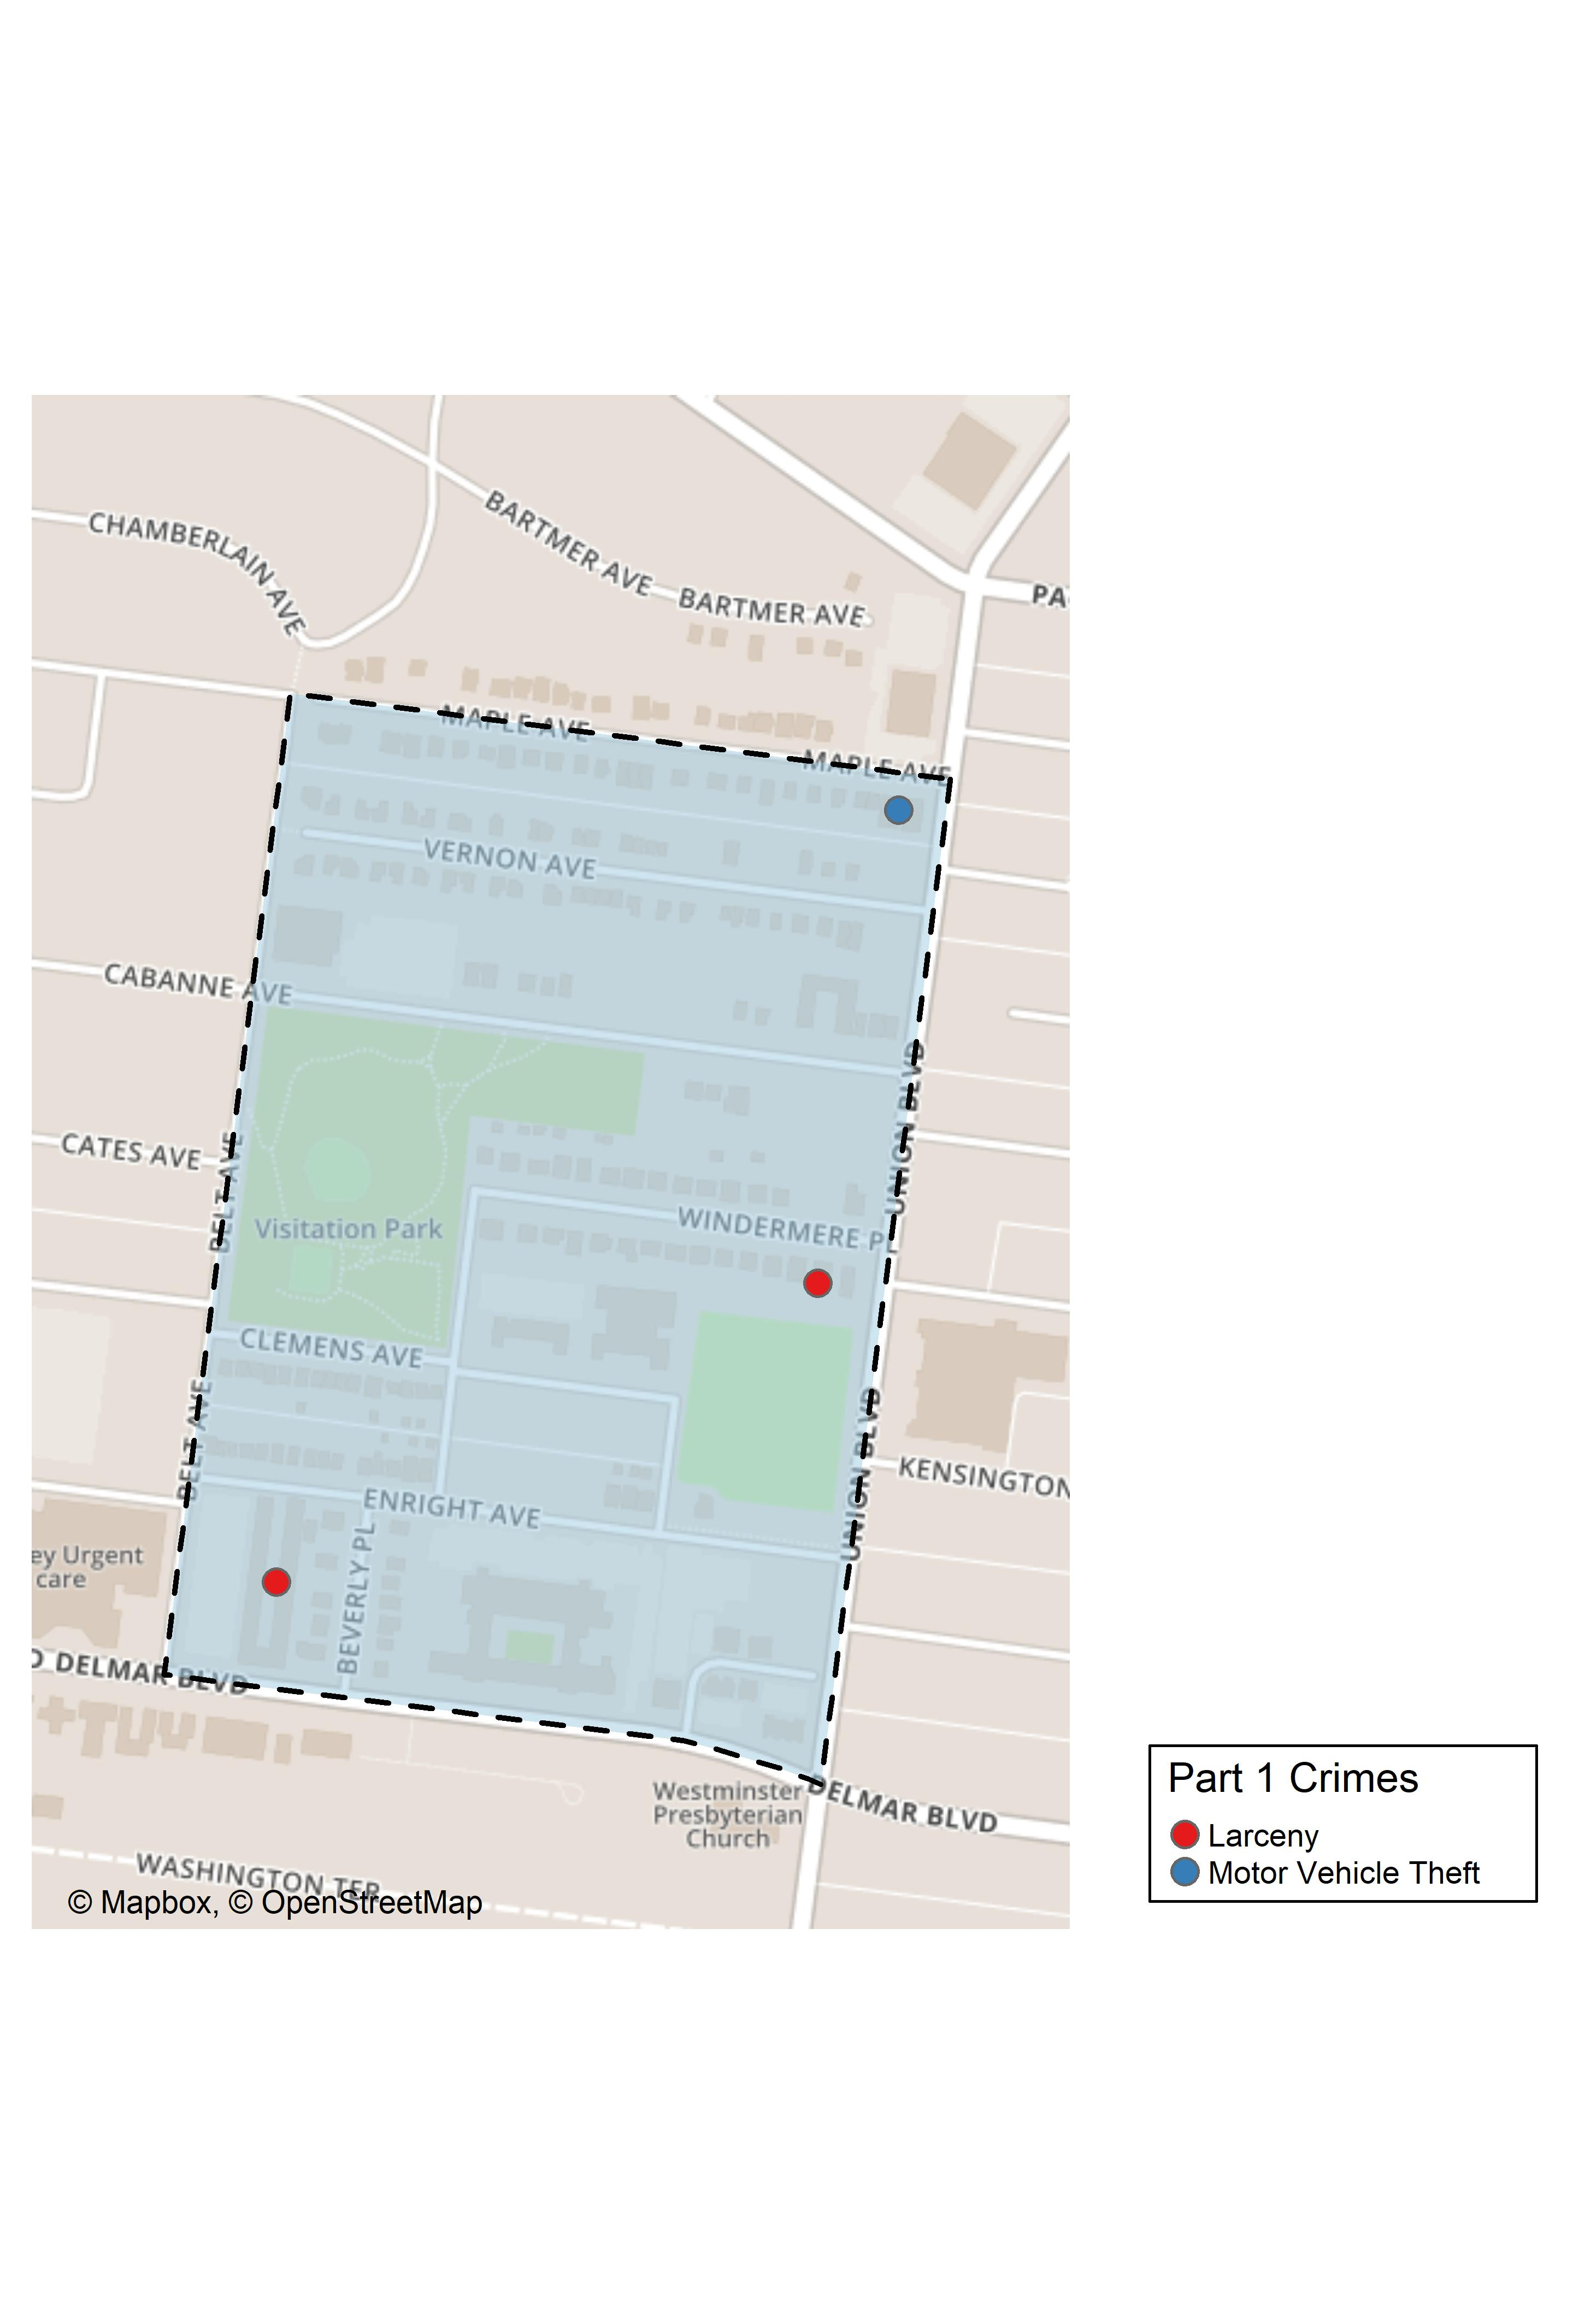 CHAMBERLAIN AVE
BARTMER AVE
BARTMER AVE
PA
MAPLE AVE
MAPLE AVE
VERNON AVE
CABANNE AVE
UNION BLVD
CATES AVE
BELT AVE
Visitation Park
WINDERMERE PL
CLEMENS AVE
BELT AVE
UNION BLVD
KENSINGTON
ENRIGHT AVE
BEVERLY PL
ey Urgent
care
DELMAR BLVD
Westminster
Presbyterian
Church
DELMAR BLVD
WASHINGTON TER
© Mapbox, © OpenStreetMap
Part 1 Crimes
Larceny
Motor Vehicle Theft